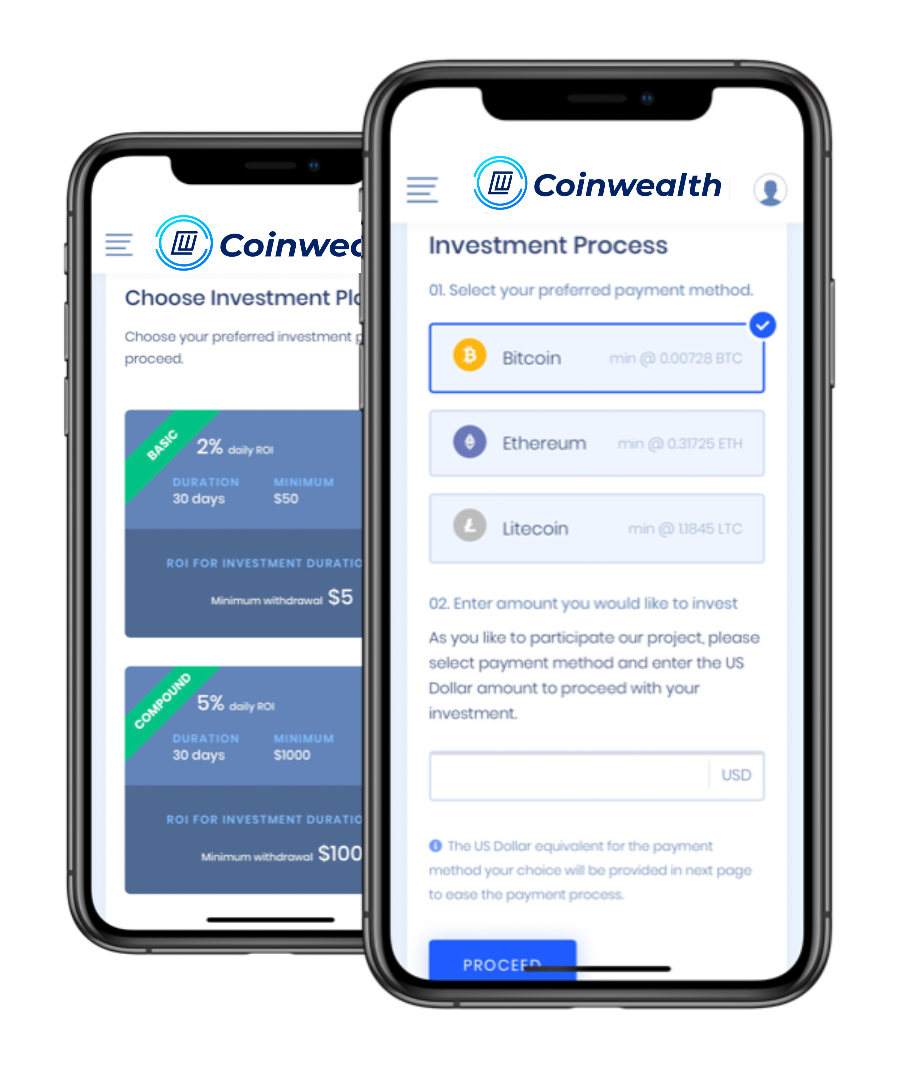 Coinwea
Choose Investment Pla
Choose your preferred investment p
proceed.
BASIC
2% daily ROI
DURATION MINIMUM
30 days $50
ROI FOR INVESTMENT DURATIO
Minimum withdrawal $5
COMPOUND
5% daily ROI
DURATION MINIMUM
30 days $1000
ROI FOR INVESTMENT DURATIO
Minimum withdrawal $100
Coinwealth
Investment Process
01. Select your preferred payment method.
Bitcoin min @ 0.00728 BTC
Ethereum min @ 0.31725 ETH
Litecoin min @ 1.1845 LTC
02. Enter amount you would like to invest
As you like to participate our project, please
select payment method and enter the US
Dollar amount to proceed with your
investment.
USD
The US Dollar equivalent for the payment
method your choice will be provided in next page
to ease the payment process.
PROCEED